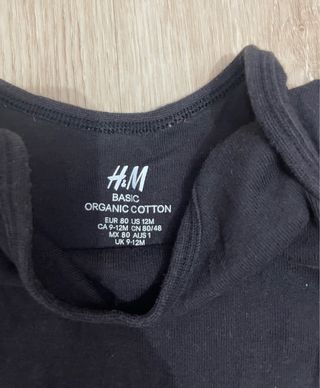 H&M
BASIC
ORGANIC COTTON
EUR 80 US 12M
CA 9-12M CN 80/48
MX 80 AUS 1
UK 9-12M